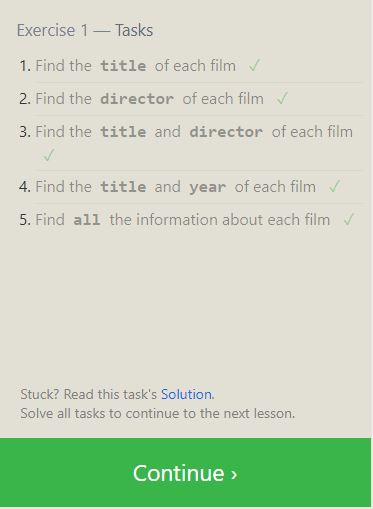 Exercise 1 — Tasks
1. Find the title of each film ✓
2. Find the director of each film ✓
3. Find the title and director of each film
✓
4. Find the title and year of each film ✓
5. Find all the information about each film ✓
Stuck? Read this task's Solution.
Solve all tasks to continue to the next lesson.
Continue ›